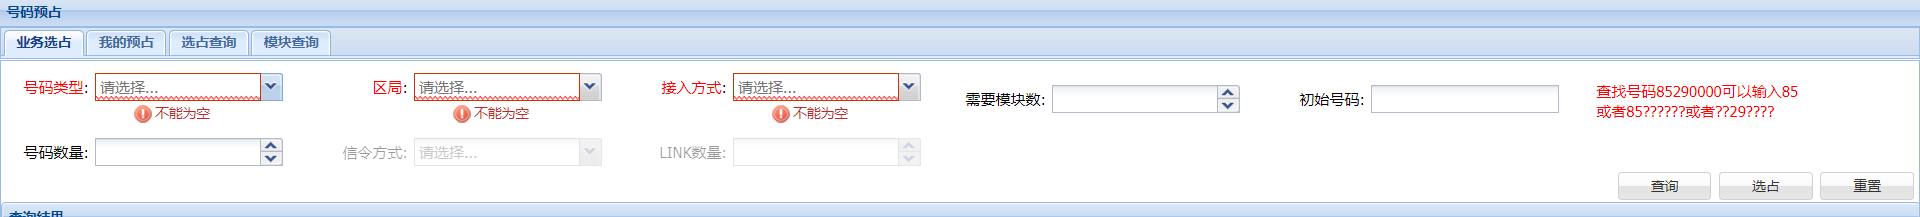 号码预占
业务选占 我的预占 选占查询 模块查询
号码类型: 请选择... 区局: 请选择... 接入方式: 请选择... 需要模块数: 初始号码: 查找号码85290000可以输入85
或者85??????或者??29????
不能为空 不能为空 不能为空
号码数量: 信令方式: 请选择... LINK数量:
查询 选占 重置
查询结果